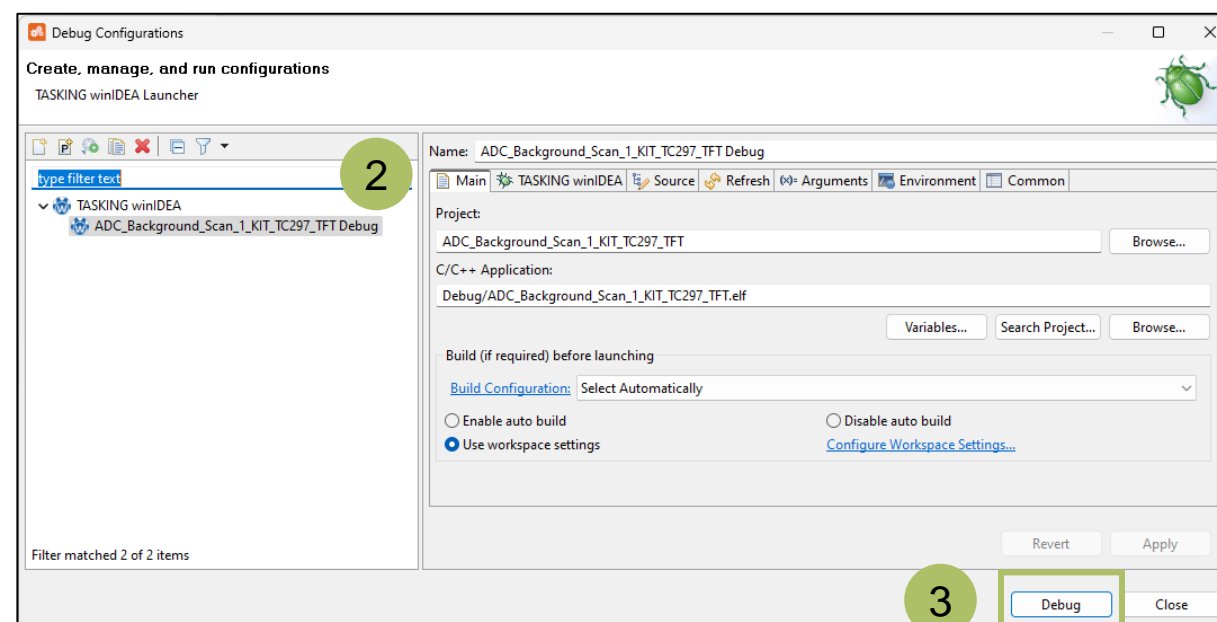 Debug Configurations
Create, manage, and run configurations
TASKING winIDEA Launcher
type filter text
2
TASKING winIDEA
ADC_Background_Scan_1_KIT_TC297_TFT Debug
Filter matched 2 of 2 items
Name: ADC_Background_Scan_1_KIT_TC297_TFT Debug
Main TASKING winIDEA Source Refresh (x)= Arguments Environment Common
Project:
ADC_Background_Scan_1_KIT_TC297_TFT Browse...
C/C++ Application:
Debug/ADC_Background_Scan_1_KIT_TC297_TFT.elf
Variables... Search Project... Browse...
Build (if required) before launching
Build Configuration: Select Automatically
Enable auto build Disable auto build
Use workspace settings Configure Workspace Settings...
Revert Apply
3 Debug Close